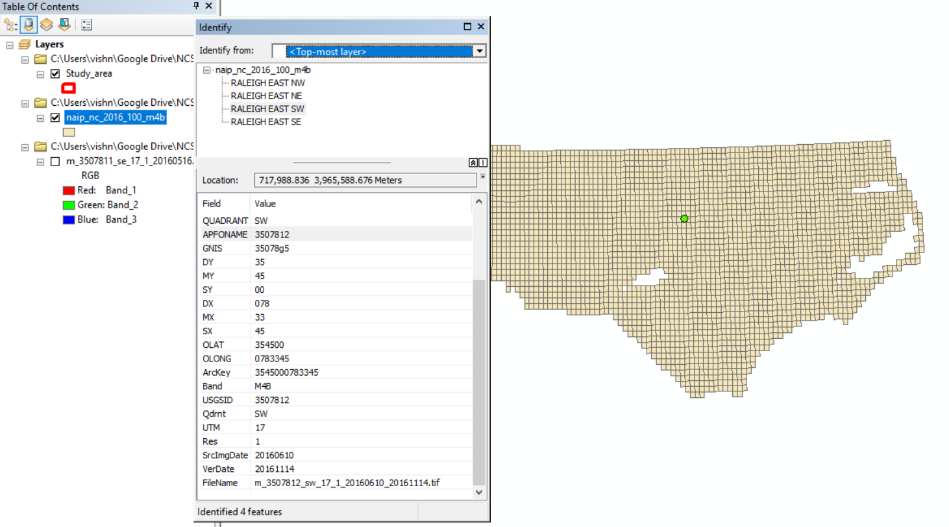 Table Of Contents
Layers
C:\Users\vishn\Google Drive\NCS
Study_area
C:\Users\vishn\Google Drive\NCS
naip_nc_2016_100_m4b
C:\Users\vishn\Google Drive\NCS
m_3507811_se_17_1_20160516.
RGB
Red: Band_1
Green: Band_2
Blue: Band_3
Identify
Identify from: <Top-most layer>
naip_nc_2016_100_m4b
RALEIGH EAST NW
RALEIGH EAST NE
RALEIGH EAST SW
RALEIGH EAST SE
Location: 717,988.836 3,965,588.676 Meters
Field Value
QUADRANT SW
APFONAME 3507812
GNIS 35078g5
DY 35
MY 45
SY 00
DX 078
MX 33
SX 45
OLAT 354500
OLONG 0783345
ArcKey 3545000783345
Band M4B
USGSID 3507812
Qdrnt SW
UTM 17
Res 1
SrcImgDate 20160610
VerDate 20161114
FileName m_3507812_sw_17_1_20160610_20161114.tif
Identified 4 features